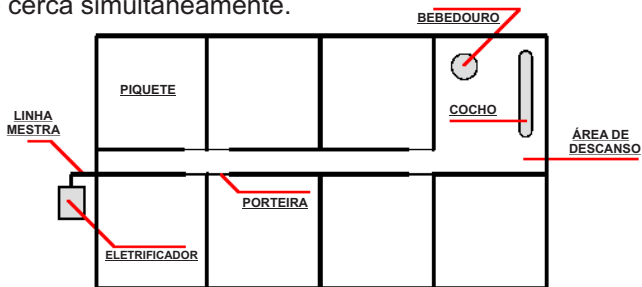 cerca simultaneamente.
BEBEDOURO
PIQUETE
COCHO
LINHA
MESTRA
ÁREA DE
DESCANSO
PORTEIRA
ELETRIFICADOR